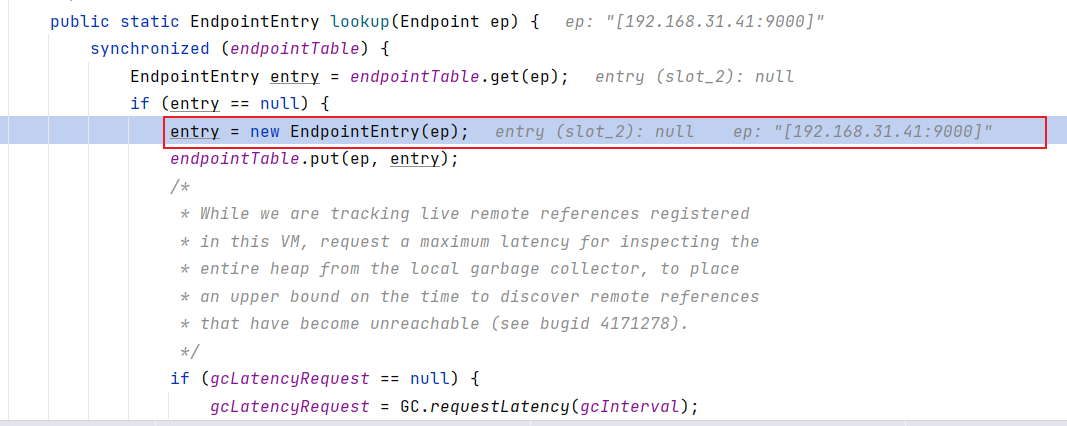 public static EndpointEntry lookup(Endpoint ep) {   ep: "[192.168.31.41:9000]"
synchronized (endpointTable) {
EndpointEntry entry = endpointTable.get(ep);   entry (slot_2): null
if (entry == null) {
entry = new EndpointEntry(ep);   entry (slot_2): null    ep: "[192.168.31.41:9000]"
endpointTable.put(ep, entry);
/*
* While we are tracking live remote references registered
* in this VM, request a maximum latency for inspecting the
* entire heap from the local garbage collector, to place
* an upper bound on the time to discover remote references
* that have become unreachable (see bugid 4171278).
*/
if (gcLatencyRequest == null) {
gcLatencyRequest = GC.requestLatency(gcInterval);